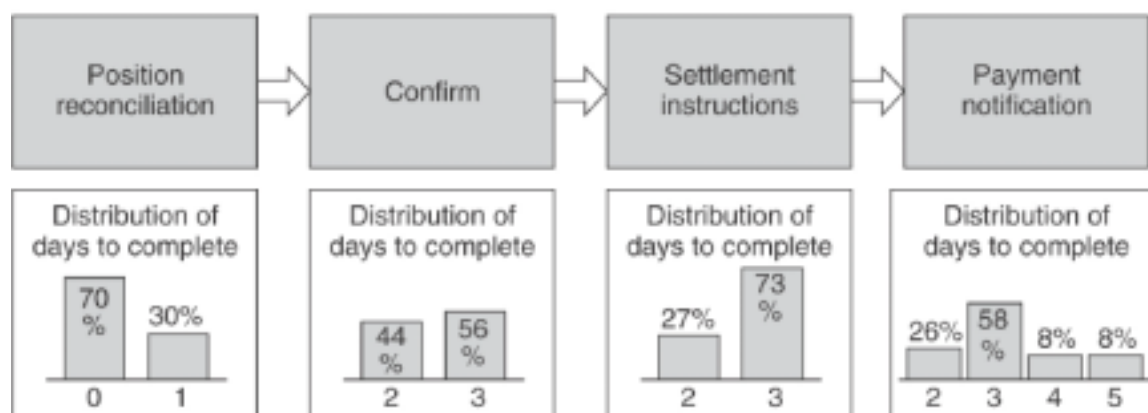 Position
reconciliation
Confirm
Settlement
instructions
Payment
notification
Distribution of
days to complete
70
%
30%
0 1
Distribution of
days to complete
44
%
56
%
2 3
Distribution of
days to complete
27%
73
%
2 3
Distribution of
days to complete
26%
58
%
8%
8%
2 3 4 5